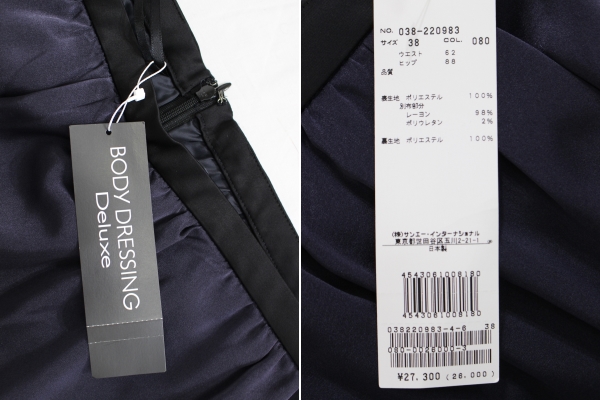 BODY DRESSING
Deluxe
NO. 038-220983
サイズ 38 COL. 080
ウエスト 62
ヒップ 88
品質
表生地 ポリエステル 100%
別布部分
レーヨン 98%
ポリウレタン 2%
裏生地 ポリエステル 100%
(株)サンエー・インターナショナル
東京都世田谷区玉川(2-21-1
日本製
4543061008180
4543061008180
038220983-4-6 38
080-0026000-3
¥27.300 (26.000)